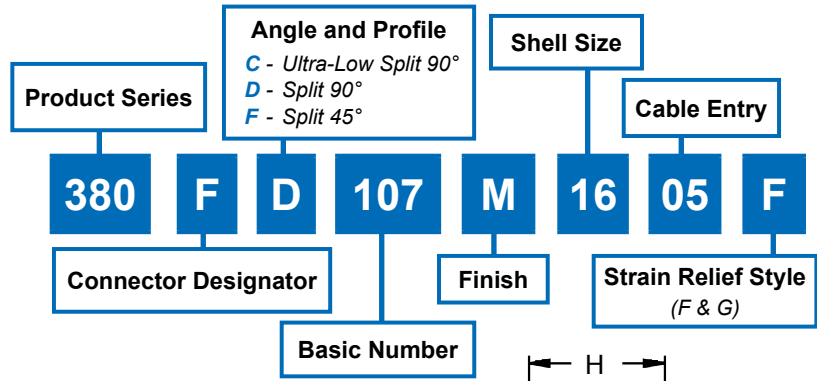 Angle and Profile
C - Ultra-Low Split 90°
D - Split 90°
F - Split 45°
Shell Size
Product Series
Cable Entry
380 F D 107 M 16 05 F
Connector Designator
Finish
Strain Relief Style
(F & G)
Basic Number
H